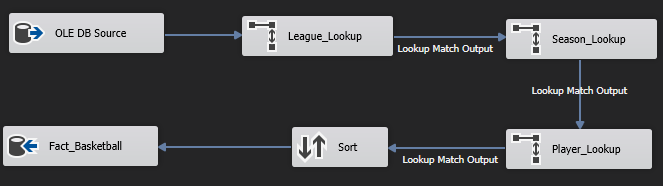 OLE DB Source
League_Lookup
Lookup Match Output
Season_Lookup
Lookup Match Output
Player_Lookup
Lookup Match Output
Sort
Fact_Basketball